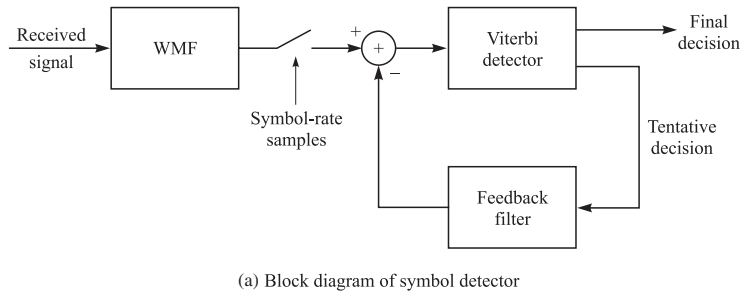 Received
signal
WMF
Symbol-rate
samples
+
+
−
Viterbi
detector
Final
decision
Tentative
decision
Feedback
filter
(a) Block diagram of symbol detector